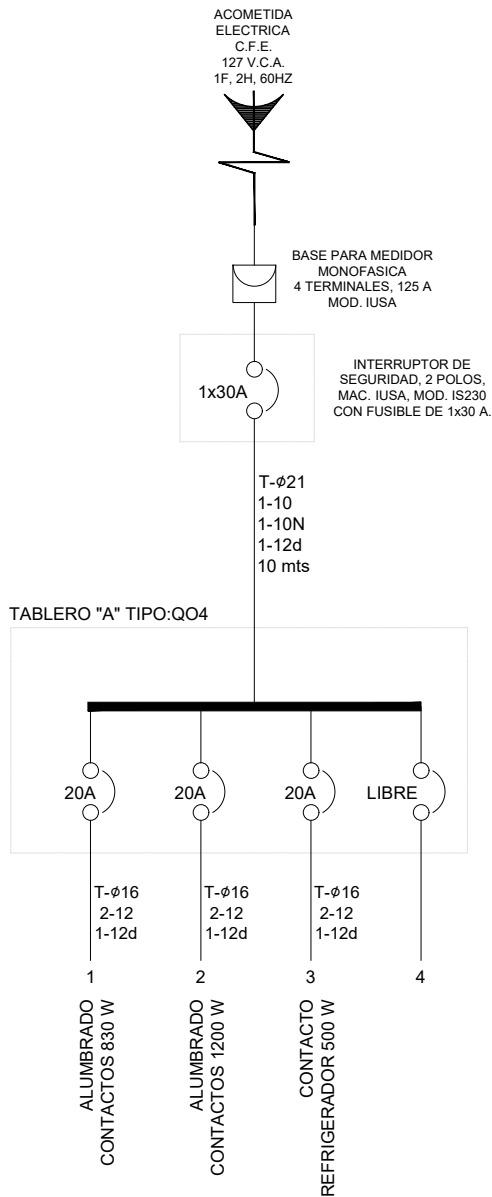 ACOMETIDA
ELECTRICA
C.F.E.
127 V.C.A.
1F, 2H, 60HZ
BASE PARA MEDIDOR
MONOFASICA
4 TERMINALES, 125 A
MOD. IUSA
1x30A
INTERRUPTOR DE
SEGURIDAD, 2 POLOS,
MAC. IUSA, MOD. IS230
CON FUSIBLE DE 1x30 A.
T-ø21
1-10
1-10N
1-12d
10 mts
TABLERO "A" TIPO:QO4
20A
20A
20A
LIBRE
T-ø16
2-12
1-12d
T-ø16
2-12
1-12d
T-ø16
2-12
1-12d
1
2
3
4
ALUMBRADO
CONTACTOS 830 W
ALUMBRADO
CONTACTOS 1200 W
CONTACTO
REFRIGERADOR 500 W